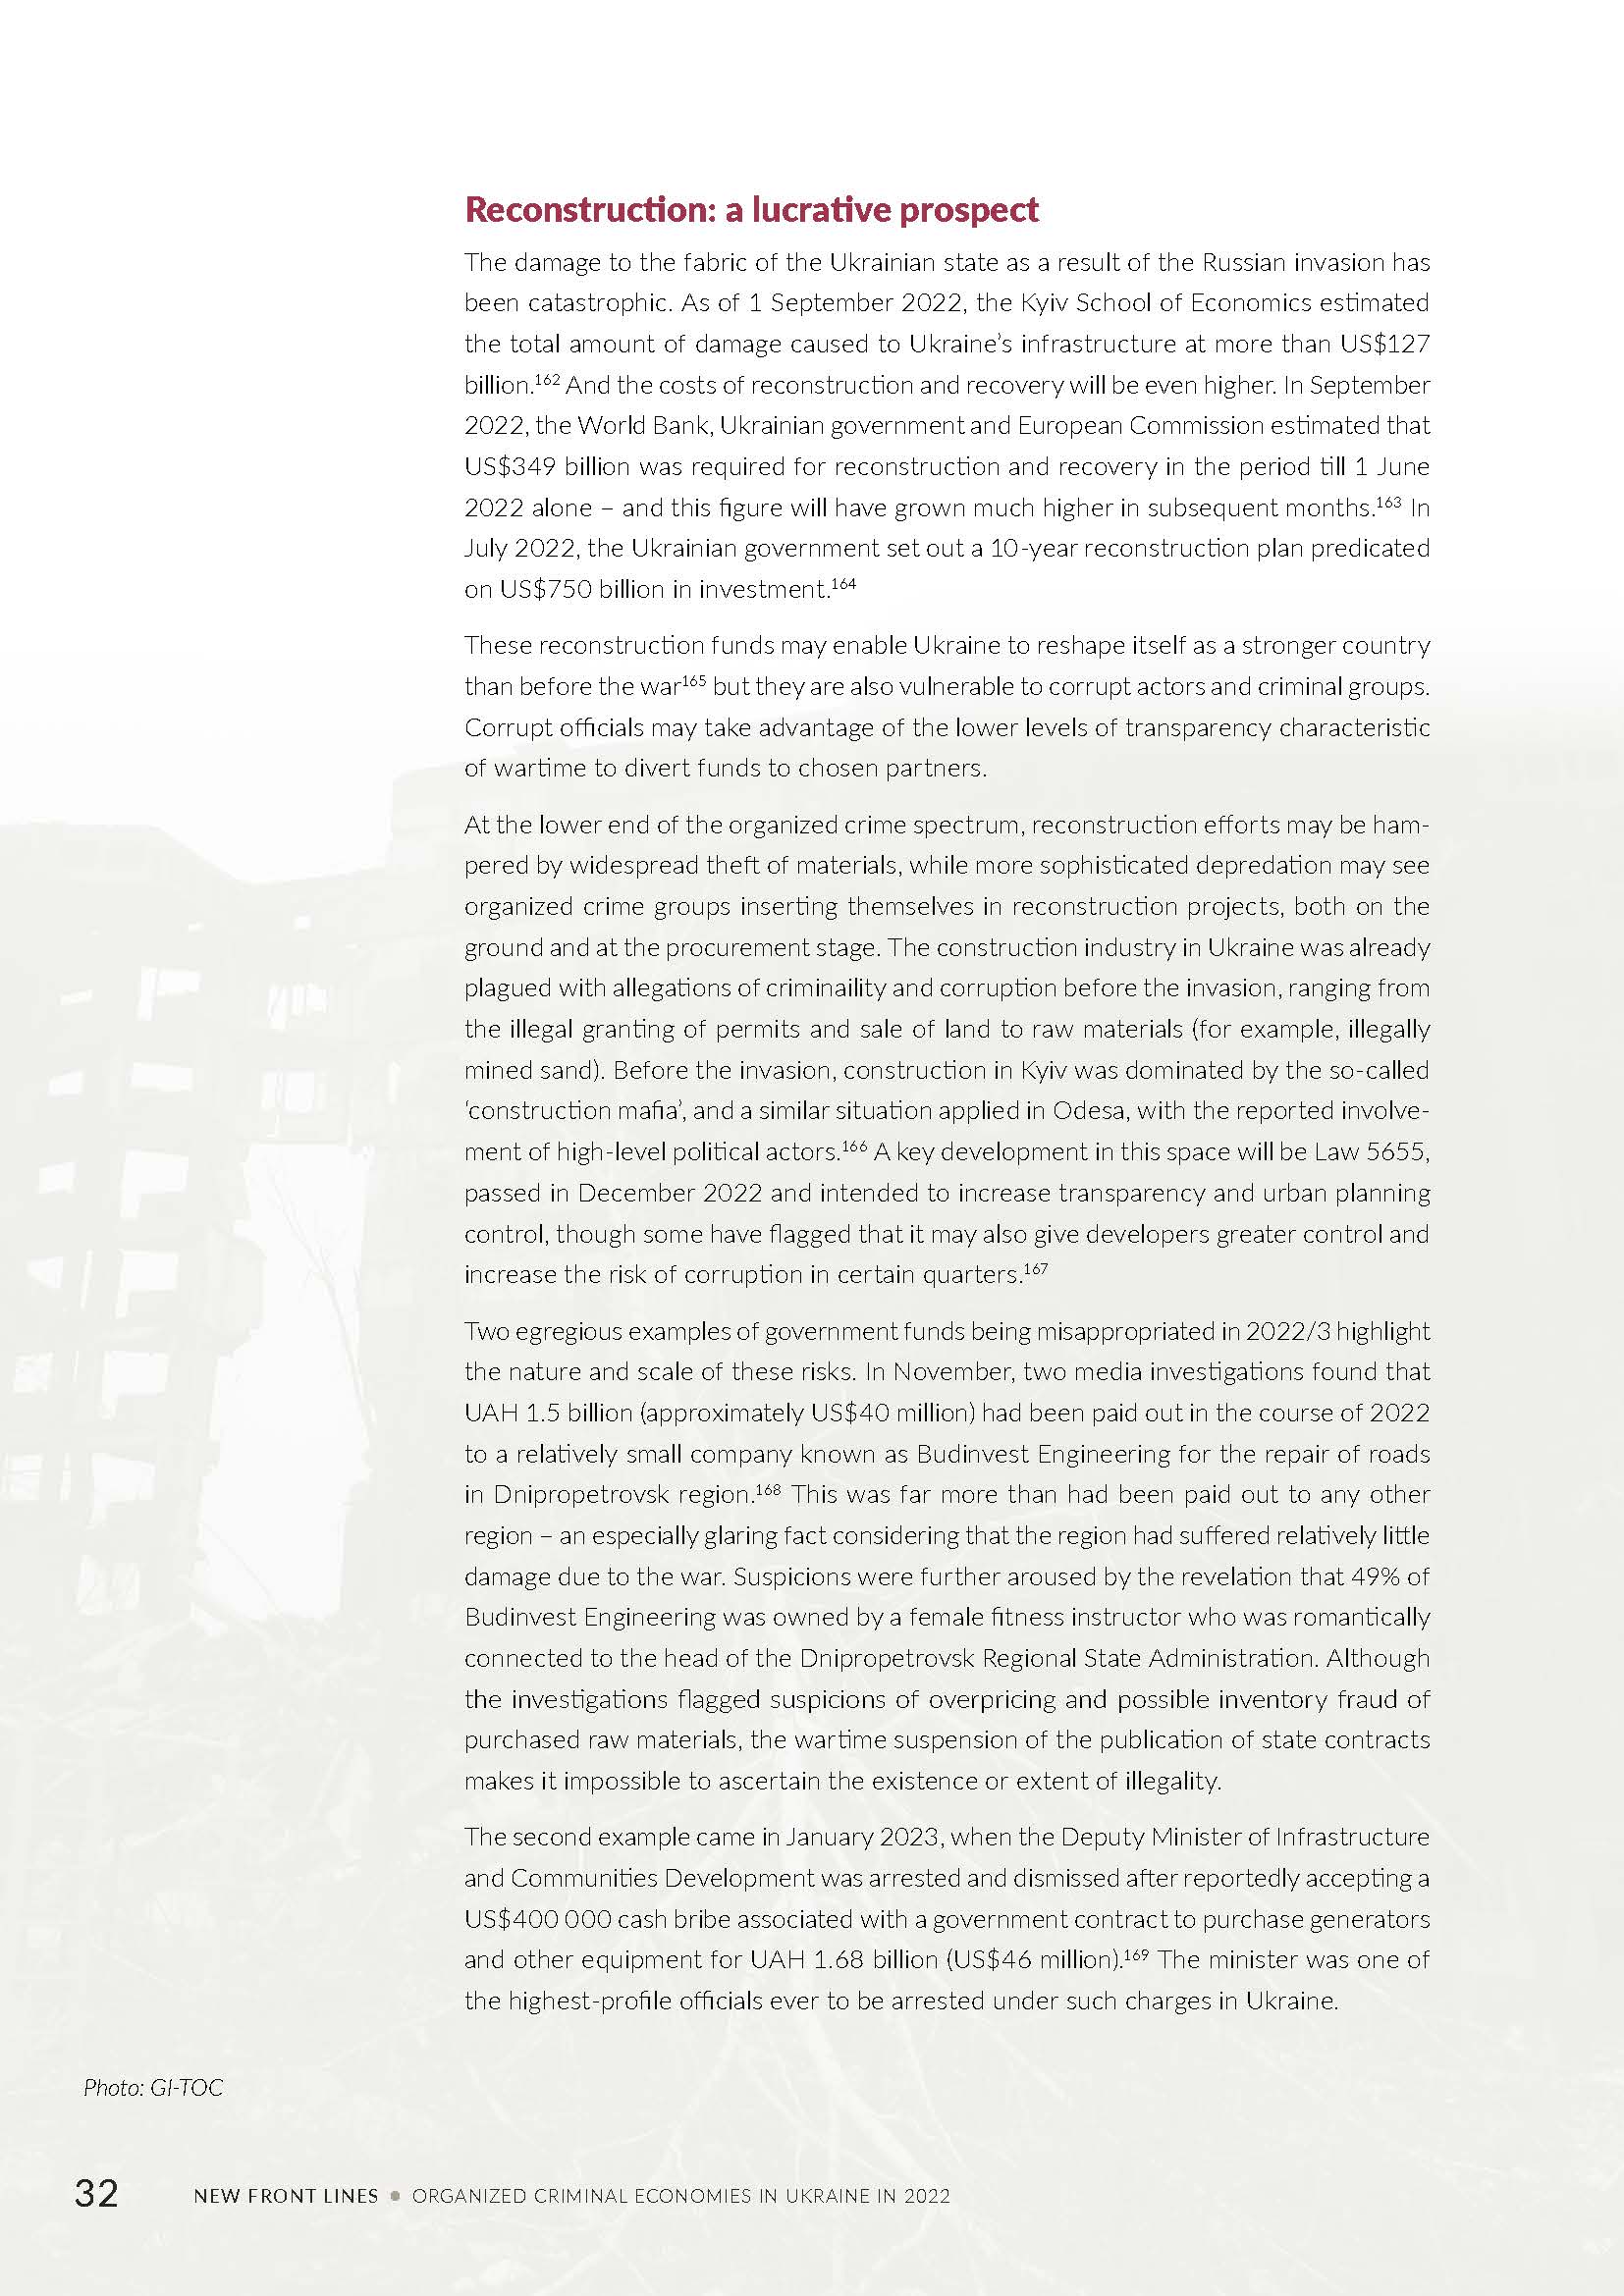 Reconstruction: a lucrative prospect
The damage to the fabric of the Ukrainian state as a result of the Russian invasion has
been catastrophic. As of 1 September 2022, the Kyiv School of Economics estimated
the total amount of damage caused to Ukraine’s infrastructure at more than US$127
billion.162 And the costs of reconstruction and recovery will be even higher. In September
2022, the World Bank, Ukrainian government and European Commission estimated that
US$349 billion was required for reconstruction and recovery in the period till 1 June
2022 alone – and this figure will have grown much higher in subsequent months.163 In
July 2022, the Ukrainian government set out a 10-year reconstruction plan predicated
on US$750 billion in investment.164
These reconstruction funds may enable Ukraine to reshape itself as a stronger country
than before the war165 but they are also vulnerable to corrupt actors and criminal groups.
Corrupt officials may take advantage of the lower levels of transparency characteristic
of wartime to divert funds to chosen partners.
At the lower end of the organized crime spectrum, reconstruction efforts may be ham-
pered by widespread theft of materials, while more sophisticated depredation may see
organized crime groups inserting themselves in reconstruction projects, both on the
ground and at the procurement stage. The construction industry in Ukraine was already
plagued with allegations of criminaility and corruption before the invasion, ranging from
the illegal granting of permits and sale of land to raw materials (for example, illegally
mined sand). Before the invasion, construction in Kyiv was dominated by the so-called
‘construction mafia’, and a similar situation applied in Odesa, with the reported involve-
ment of high-level political actors.166 A key development in this space will be Law 5655,
passed in December 2022 and intended to increase transparency and urban planning
control, though some have flagged that it may also give developers greater control and
increase the risk of corruption in certain quarters.167
Two egregious examples of government funds being misappropriated in 2022/3 highlight
the nature and scale of these risks. In November, two media investigations found that
UAH 1.5 billion (approximately US$40 million) had been paid out in the course of 2022
to a relatively small company known as Budinvest Engineering for the repair of roads
in Dnipropetrovsk region.168 This was far more than had been paid out to any other
region – an especially glaring fact considering that the region had suffered relatively little
damage due to the war. Suspicions were further aroused by the revelation that 49% of
Budinvest Engineering was owned by a female fitness instructor who was romantically
connected to the head of the Dnipropetrovsk Regional State Administration. Although
the investigations flagged suspicions of overpricing and possible inventory fraud of
purchased raw materials, the wartime suspension of the publication of state contracts
makes it impossible to ascertain the existence or extent of illegality.
The second example came in January 2023, when the Deputy Minister of Infrastructure
and Communities Development was arrested and dismissed after reportedly accepting a
US$400 000 cash bribe associated with a government contract to purchase generators
and other equipment for UAH 1.68 billion (US$46 million).169 The minister was one of
the highest-profile officials ever to be arrested under such charges in Ukraine.
Photo: GI-TOC
32 NEW FRONT LINES • ORGANIZED CRIMINAL ECONOMIES IN UKRAINE IN 2022